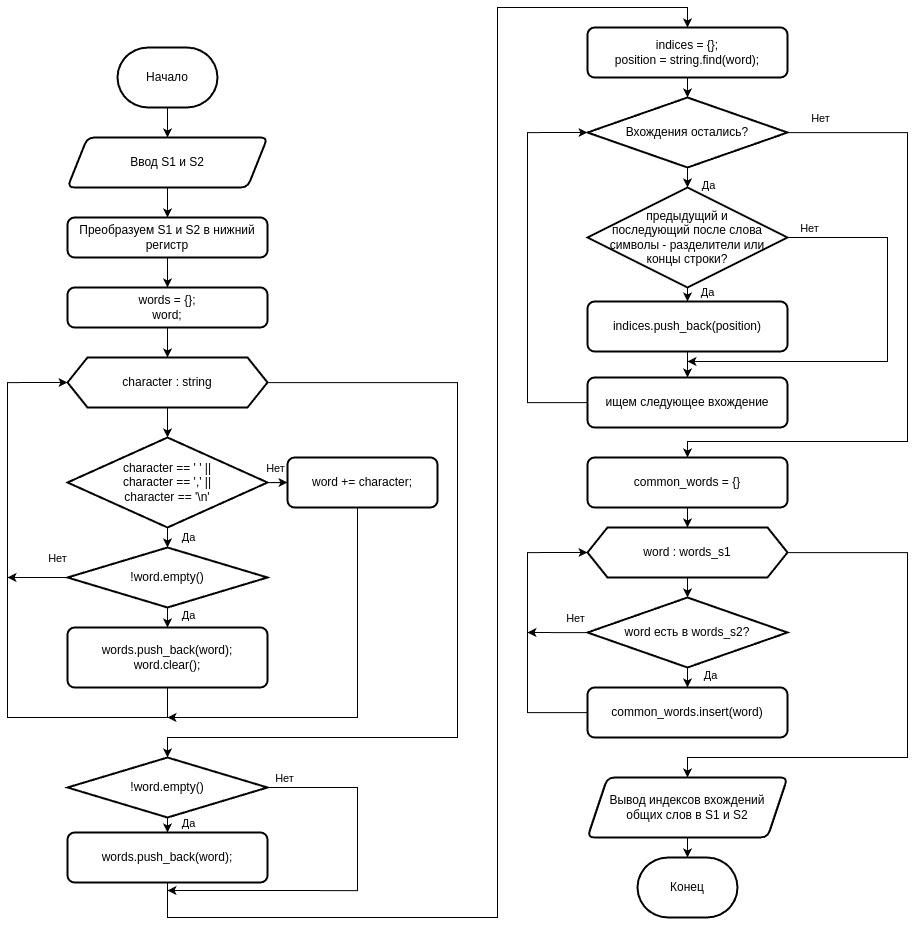 Начало
Ввод S1 и S2
Преобразуем S1 и S2 в нижний
регистр
words = {};
word;
character : string
character == ' ' ||
character == ',' ||
character == '\n'
Нет
word += character;
Да
!word.empty()
Нет
Да
words.push_back(word);
word.clear();
!word.empty()
Нет
Да
words.push_back(word);
indices = {};
position = string.find(word);
Вхождения остались?
Нет
Да
предыдущий и
последующий после слова
символы - разделители или
концы строки?
Нет
Да
indices.push_back(position)
ищем следующее вхождение
common_words = {}
word : words_s1
word есть в words_s2?
Нет
Да
common_words.insert(word)
Вывод индексов вхождений
общих слов в S1 и S2
Конец